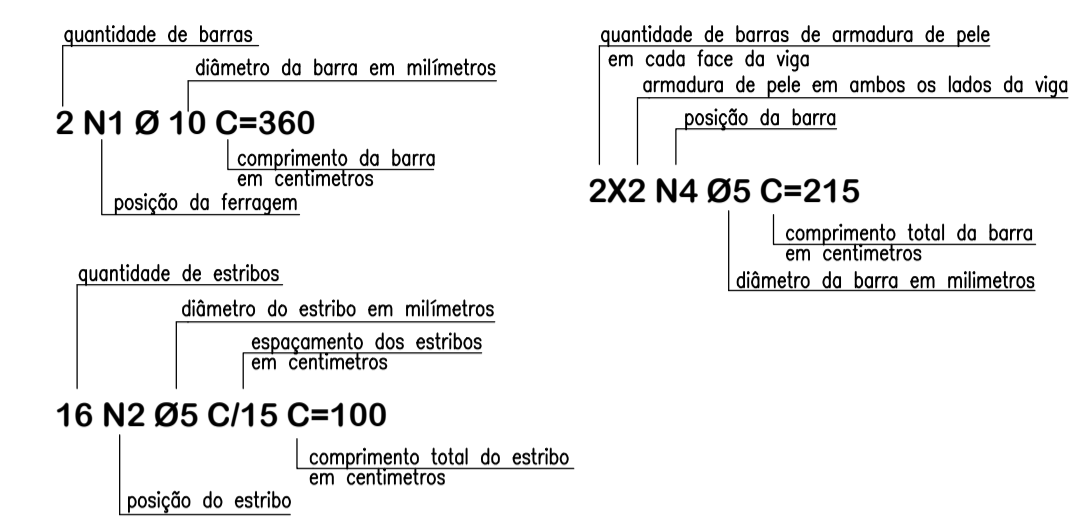 quantidade de barras
diâmetro da barra em milímetros
2 N1 Ø 10 C=360
comprimento da barra
em centimetros
posição da ferragem
quantidade de estribos
diâmetro do estribo em milímetros
espaçamento dos estribos
em centimetros
16 N2 Ø5 C/15 C=100
comprimento total do estribo
em centimetros
posição do estribo
quantidade de barras de armadura de pele
em cada face da viga
armadura de pele em ambos os lados da viga
posição da barra
2X2 N4 Ø5 C=215
comprimento total da barra
em centimetros
diâmetro da barra em milimetros